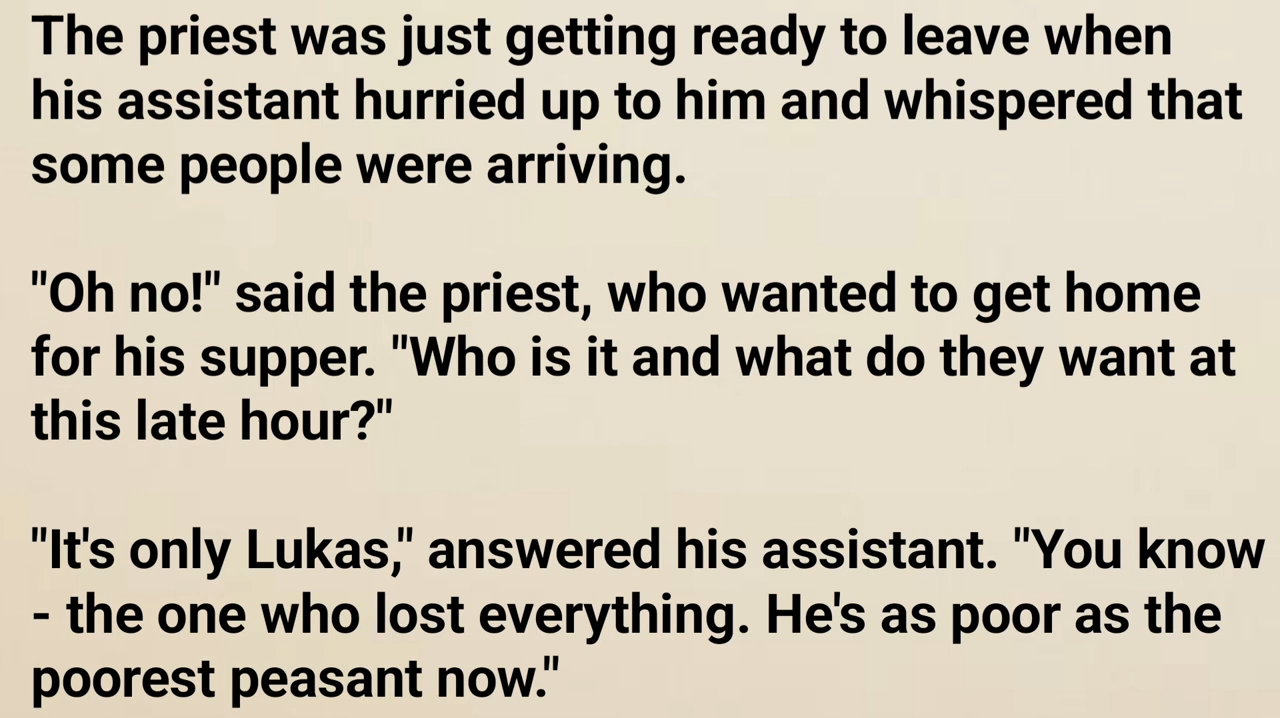 The priest was just getting ready to leave when
his assistant hurried up to him and whispered that
some people were arriving.
"Oh no!" said the priest, who wanted to get home
for his supper. "Who is it and what do they want at
this late hour?"
"It's only Lukas," answered his assistant. "You know
- the one who lost everything. He's as poor as the
poorest peasant now."